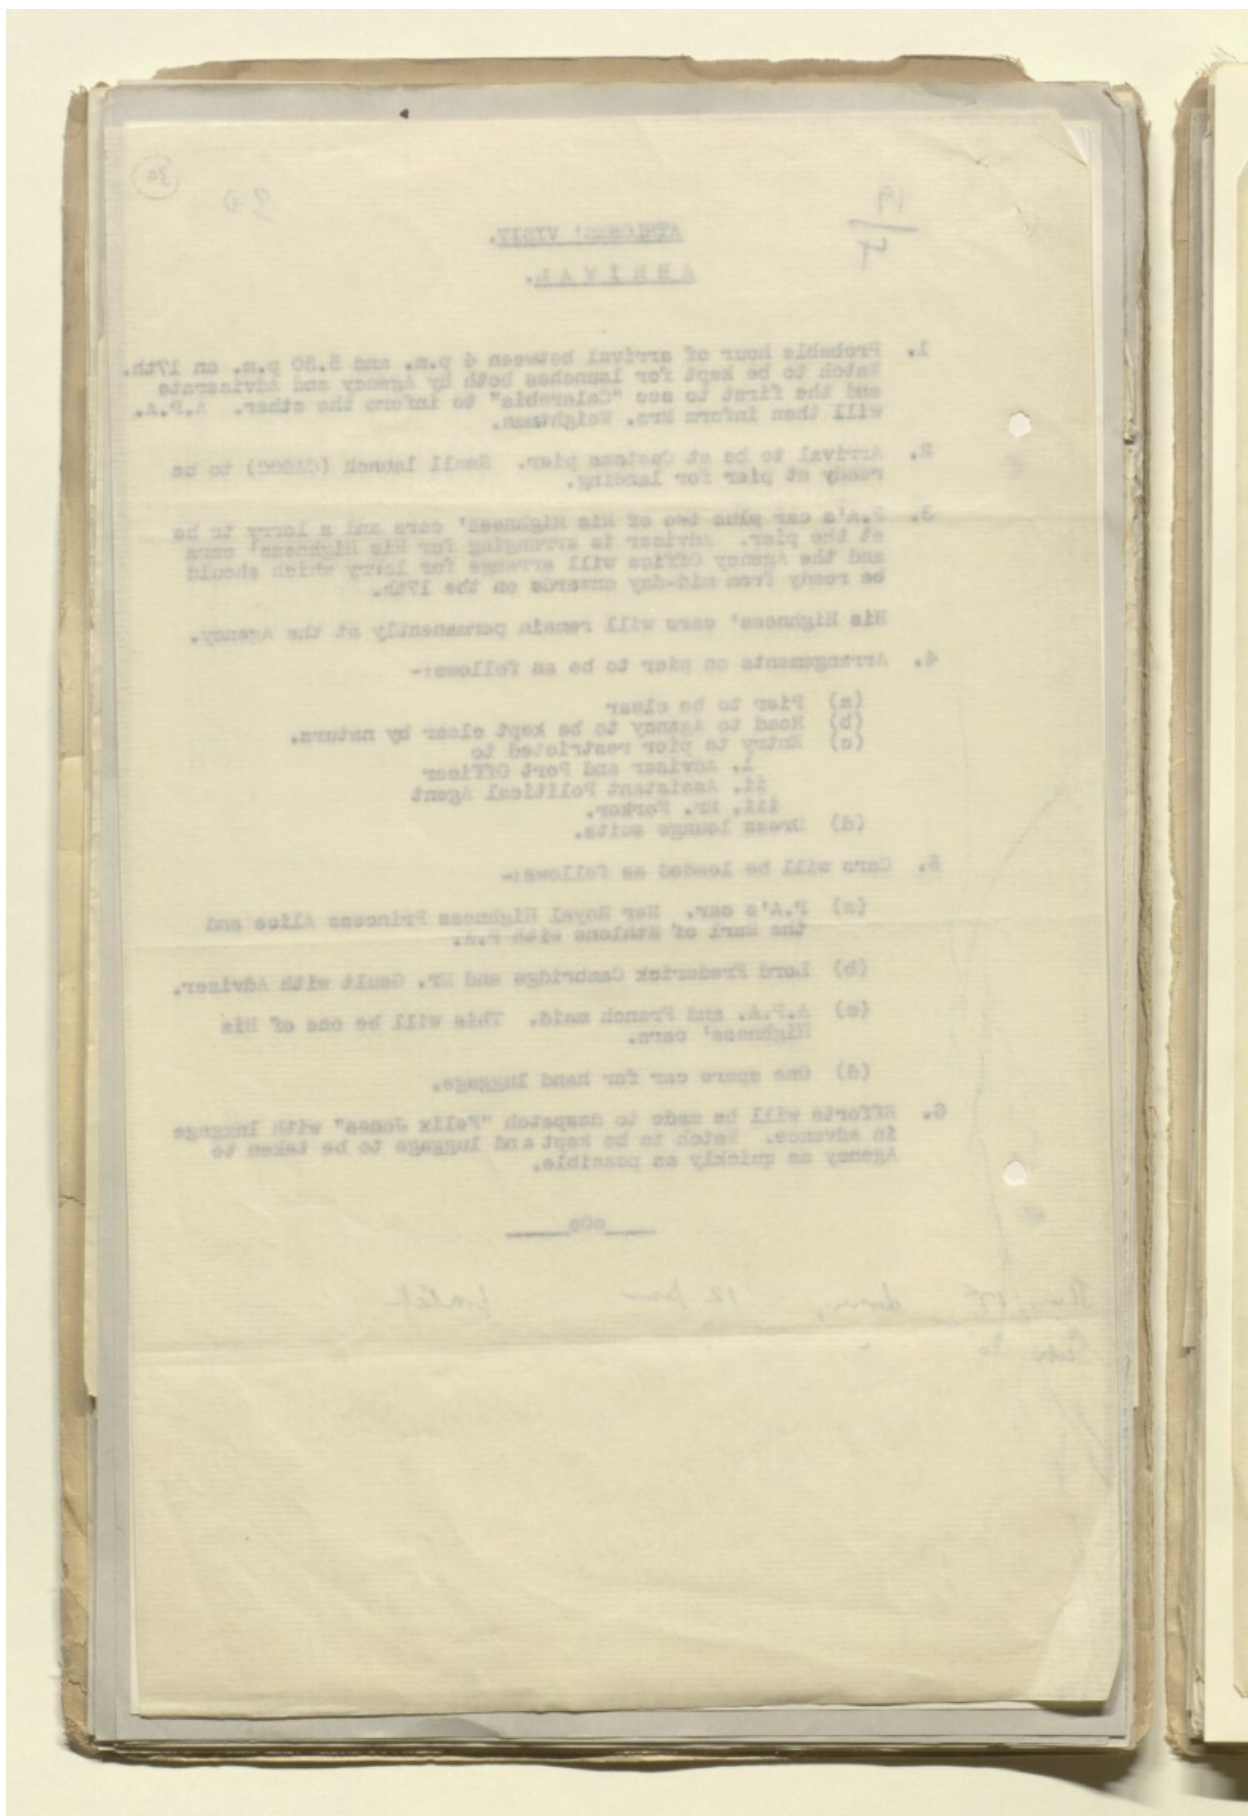 30
30
19/5
ATHLONES' VISIT.
ARRIVAL.
1. Probable hour of arrival between 4 p.m. and 5.30 p.m. on 17th.
Watch to be kept for launches both by Agency and Adviserate
and the first to see "Calarabia" to inform the other. A.P.A.
will then inform Mrs. Weightman.
2. Arrival to be at Customs pier. Small launch (CASOC) to be
ready at pier for landing.
3. P.A's car plus two of His Highness' cars and a lorry to be
at the pier. Adviser is arranging for His Highness' cars
and the Agency Office will arrange for lorry which should
be ready from mid-day onwards on the 17th.
His Highness' cars will remain permanently at the Agency.
4. Arrangements on pier to be as follows:-
(a) Pier to be clear
(b) Road to Agency to be kept clear by naturs.
(c) Entry to pier restricted to
i. Adviser and Port Officer
ii. Assistant Political Agent
iii. Mr. Parker.
(d) Dress lounge suits.
5. Cars will be loaded as follows:-
(a) P.A's car. Her Royal Highness Princess Alice and
the Earl of Athlone with P.A.
(b) Lord Frederick Cambridge and Mr. Gault with Adviser.
(c) A.P.A. and French maid. This will be one of His
Highness' cars.
(d) One spare car for hand luggage.
6. Efforts will be made to despatch "Felix Jones" with luggage
in advance. Watch to be kept and luggage to be taken to
Agency as quickly as possible.
oOo
12 watch